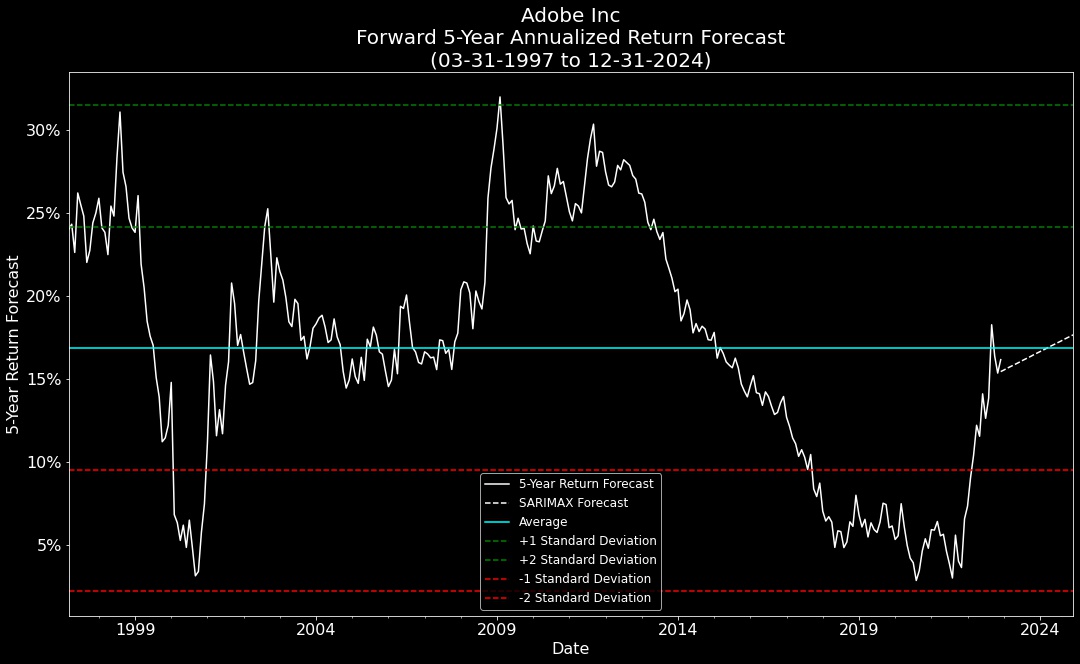 Adobe Inc
Forward 5-Year Annualized Return Forecast
(03-31-1997 to 12-31-2024)
5-Year Return Forecast
30%
25%
20%
15%
10%
5%
5-Year Return Forecast
SARIMAX Forecast
Average
+1 Standard Deviation
+2 Standard Deviation
-1 Standard Deviation
-2 Standard Deviation
1999
2004
2009
2014
2019
2024
Date